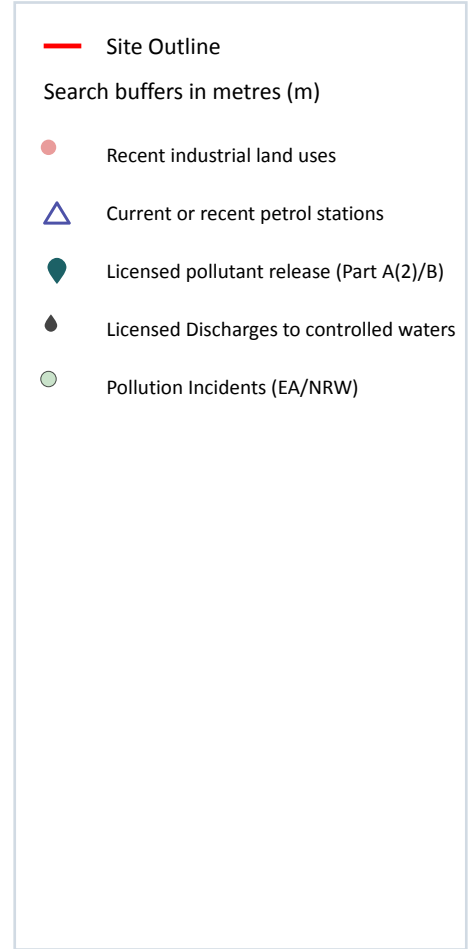 Site Outline
Search buffers in metres (m)
Recent industrial land uses
Current or recent petrol stations
Licensed pollutant release (Part A(2)/B)
Licensed Discharges to controlled waters
Pollution Incidents (EA/NRW)